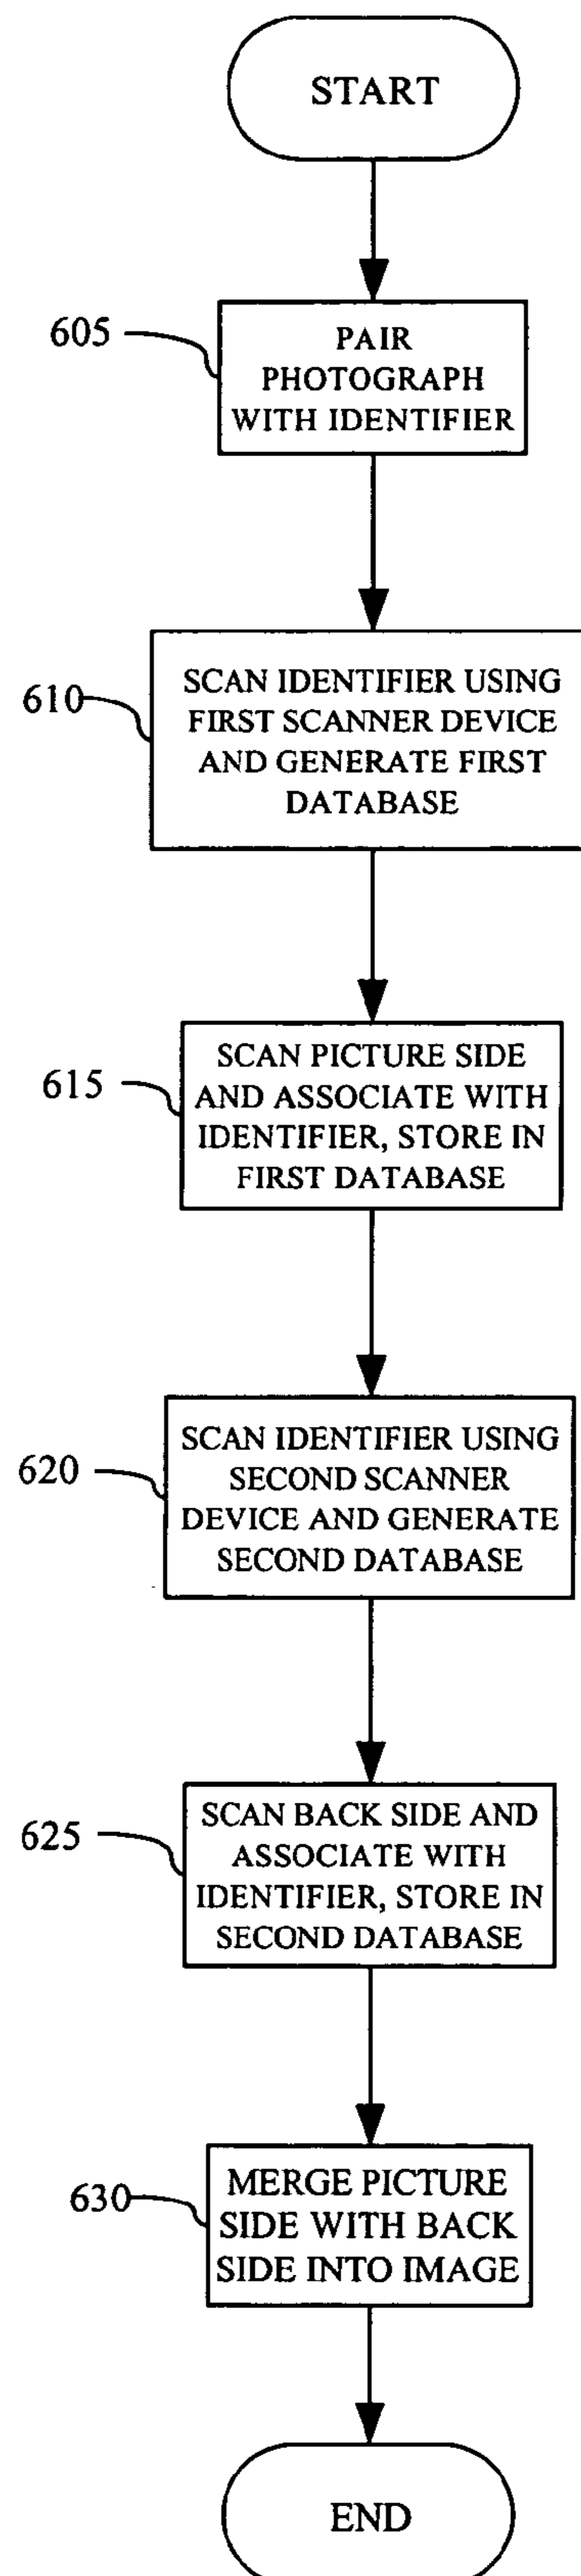 START
605
PAIR
PHOTOGRAPH
WITH IDENTIFIER
610
SCAN IDENTIFIER USING
FIRST SCANNER DEVICE
AND GENERATE FIRST
DATABASE
615
SCAN PICTURE SIDE
AND ASSOCIATE WITH
IDENTIFIER, STORE IN
FIRST DATABASE
620
SCAN IDENTIFIER USING
SECOND SCANNER
DEVICE AND GENERATE
SECOND DATABASE
625
SCAN BACK SIDE AND
ASSOCIATE WITH
IDENTIFIER, STORE IN
SECOND DATABASE
630
MERGE PICTURE
SIDE WITH BACK
SIDE INTO IMAGE
END